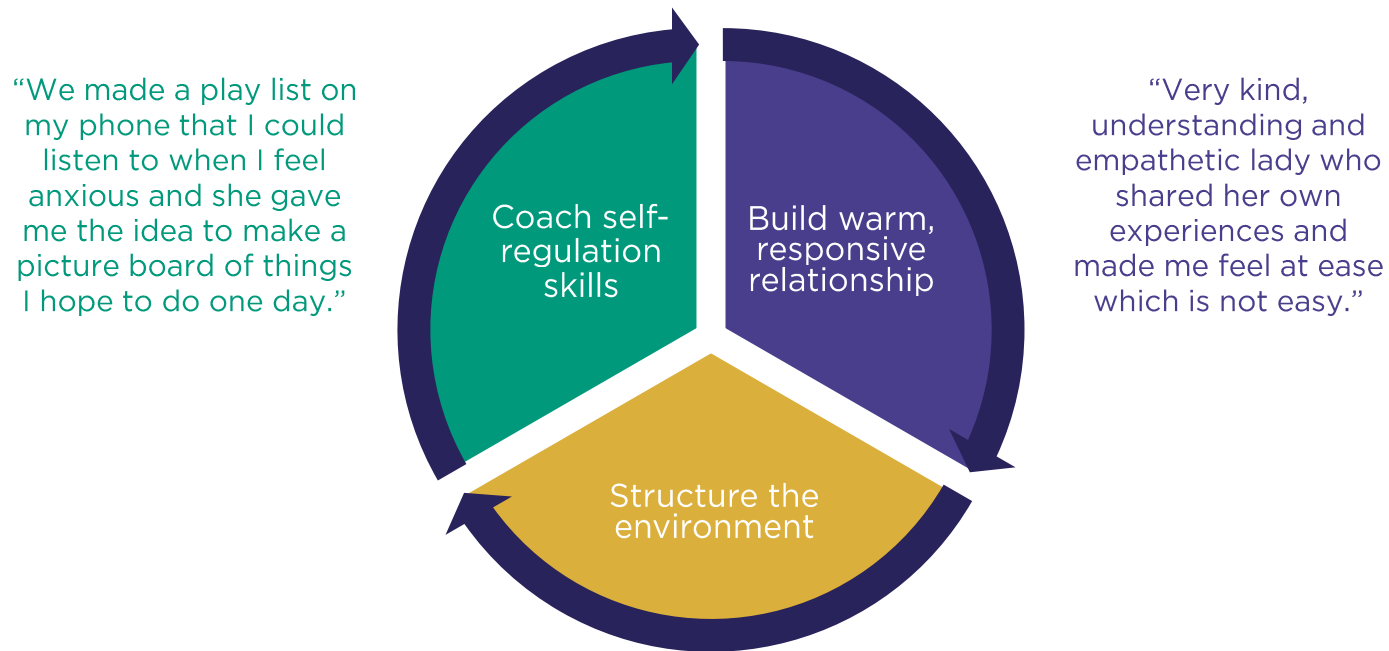 “We made a play list on
my phone that I could
listen to when I feel
anxious and she gave
me the idea to make a
picture board of things
I hope to do one day.”
Coach self-
regulation
skills
Build warm,
responsive
relationship
Structure the
environment
“Very kind,
understanding and
empathetic lady who
shared her own
experiences and
made me feel at ease
which is not easy.”